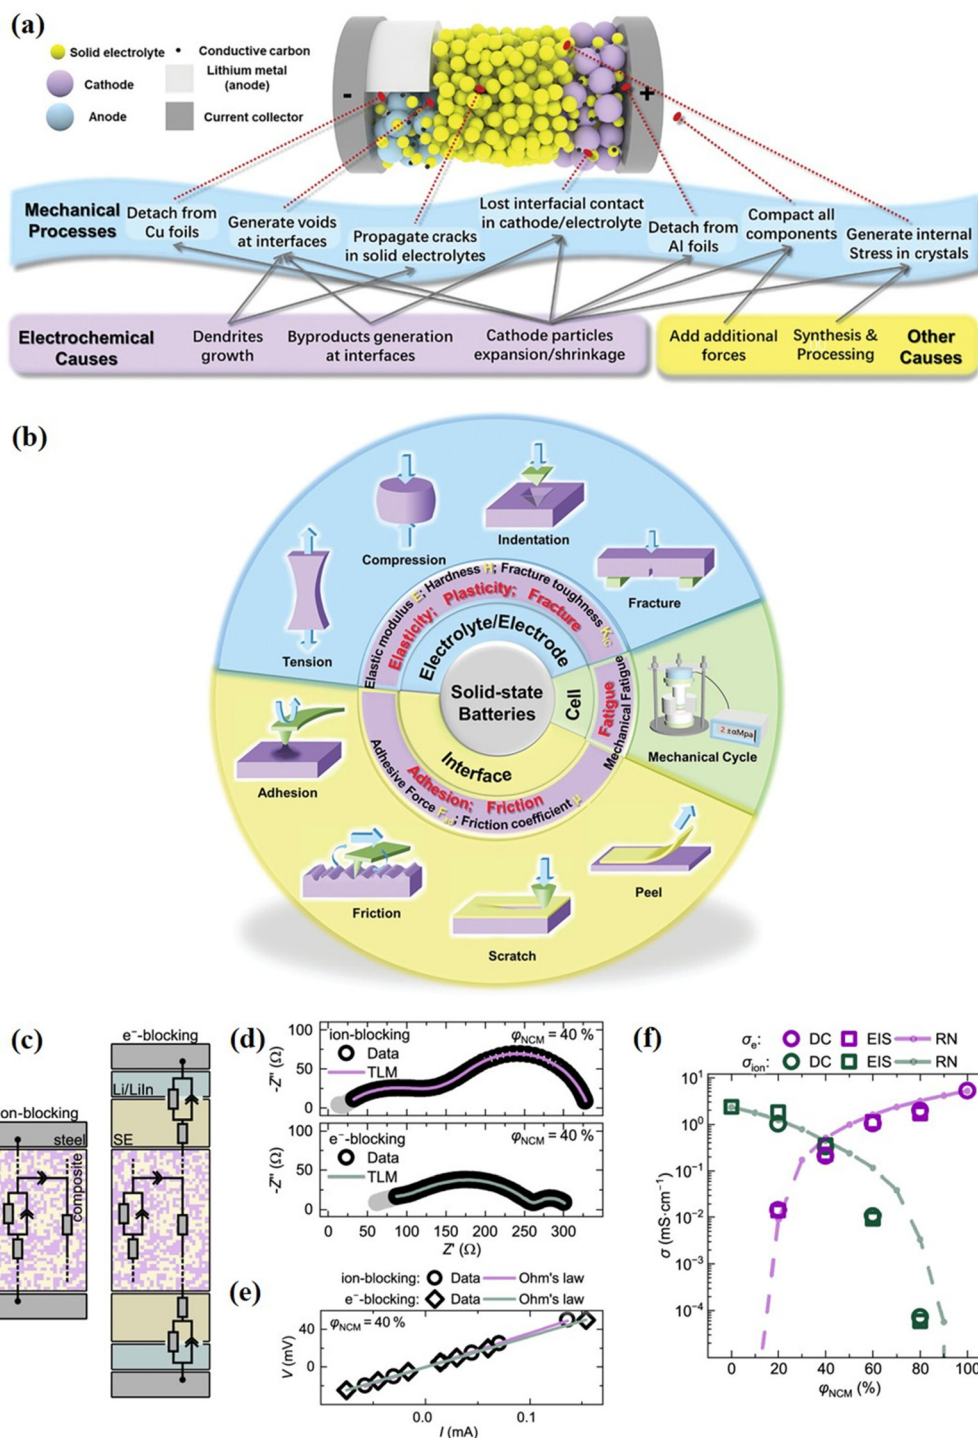 (a)
Solid electrolyte
Conductive carbon
Cathode
Lithium metal
(anode)
Anode
Current collector
-
+
Mechanical
Processes
Detach from
Cu foils
Generate voids
at interfaces
Propagate cracks
in solid electrolytes
Lost interfacial contact
in cathode/electrolyte
Detach from
Al foils
Compact all
components
Generate internal
Stress in crystals
Electrochemical
Causes
Dendrites
growth
Byproducts generation
at interfaces
Cathode particles
expansion/shrinkage
Add additional
forces
Synthesis &
Processing
Other
Causes
(b)
Tension
Compression
Indentation
Fracture
Elastic modulus E; Hardness H; Fracture toughness K
Elasticity; Plasticity; Fracture
Electrolyte/Electrode
Solid-state
Batteries
Cell
Fatigue
Mechanical Fatigue
Mechanical Cycle
Interface
Adhesion; Friction
Adhesive Force F ; Friction coefficient μ
Adhesion
Friction
Scratch
Peel
(c)
ion-blocking
steel
composite
e⁻-blocking
Li/LiIn
SE
(d)
ion-blocking
Data
TLM
φNCM = 40 %
-Z'' (Ω)
100
50
0
e⁻-blocking
Data
TLM
φNCM = 40 %
-Z'' (Ω)
100
50
0
0 50 100 150 200 250 300
Z' (Ω)
(e)
ion-blocking: Data Ohm's law
e⁻-blocking: Data Ohm's law
φNCM = 40 %
V (mV)
40
0
0.0 0.1
I (mA)
(f)
σe: DC EIS RN
σion: DC EIS RN
σ (mS·cm⁻¹)
10¹
10⁰
10⁻¹
10⁻²
10⁻³
10⁻⁴
0 20 40 60 80 100
φNCM (%)